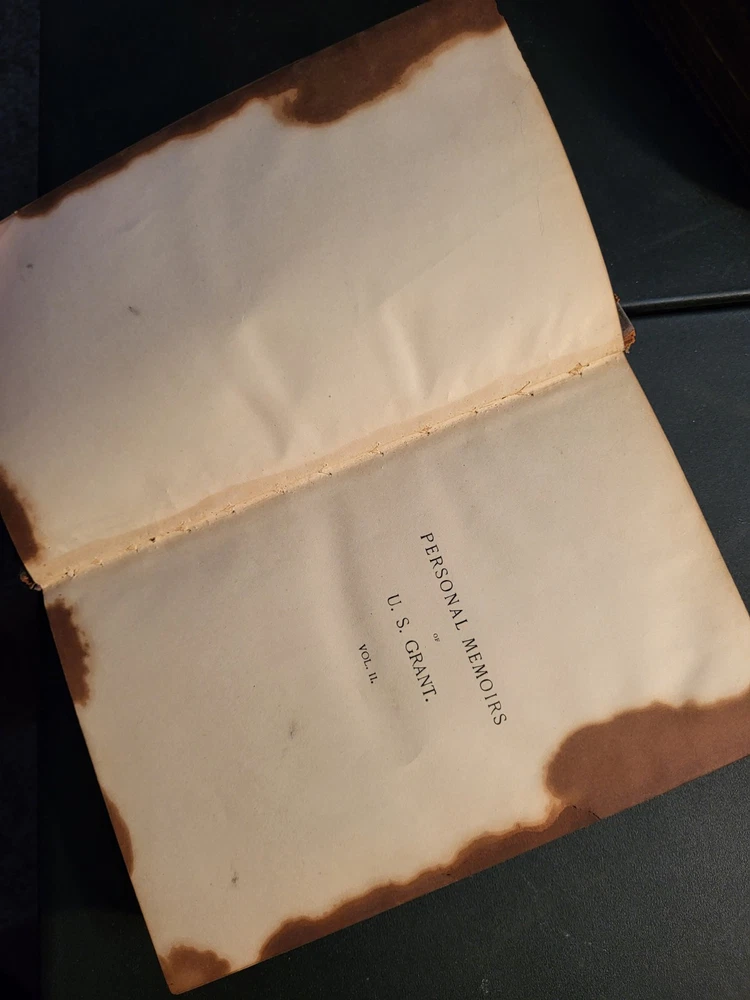 PERSONAL MEMOIRS
OF
U. S. GRANT.
VOL. II.